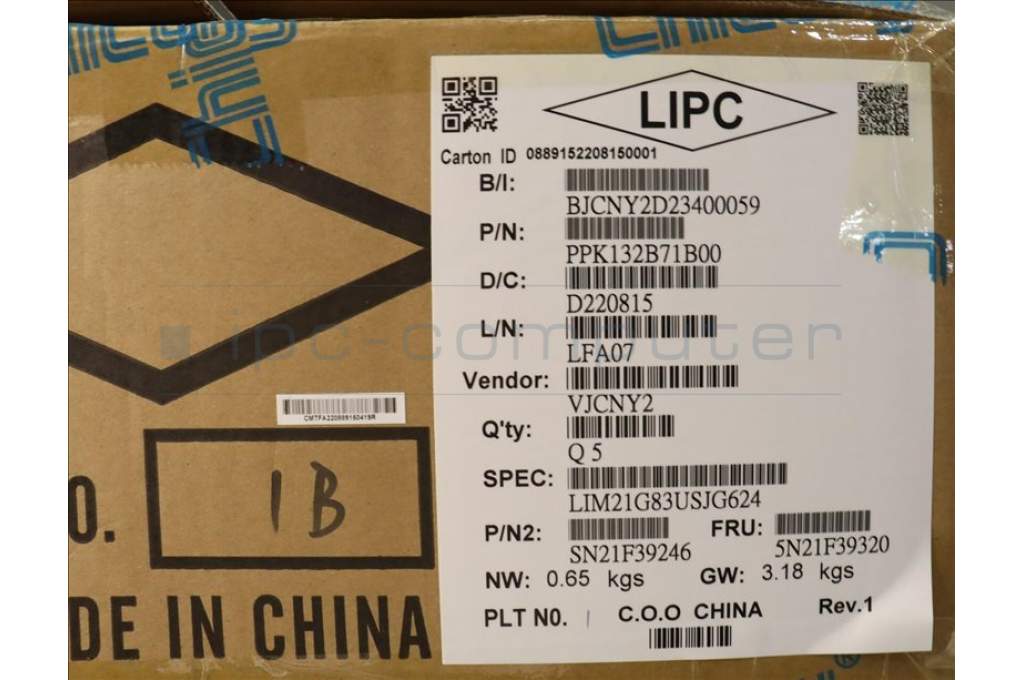 LIPC
Carton ID 0889152208150001
B/I:
BJCNY2D23400059
P/N:
PPK132B71B00
D/C:
D220815
L/N:
LFA07
Vendor:
VJCNY2
Q'ty:
Q 5
SPEC:
LIM21G83USJG624
P/N2:
SN21F39246
FRU:
5N21F39320
NW: 0.65 kgs
GW: 3.18 kgs
PLT N0.
C.O.O CHINA
Rev.1
O.
1B
DE IN CHINA
ipc-computer